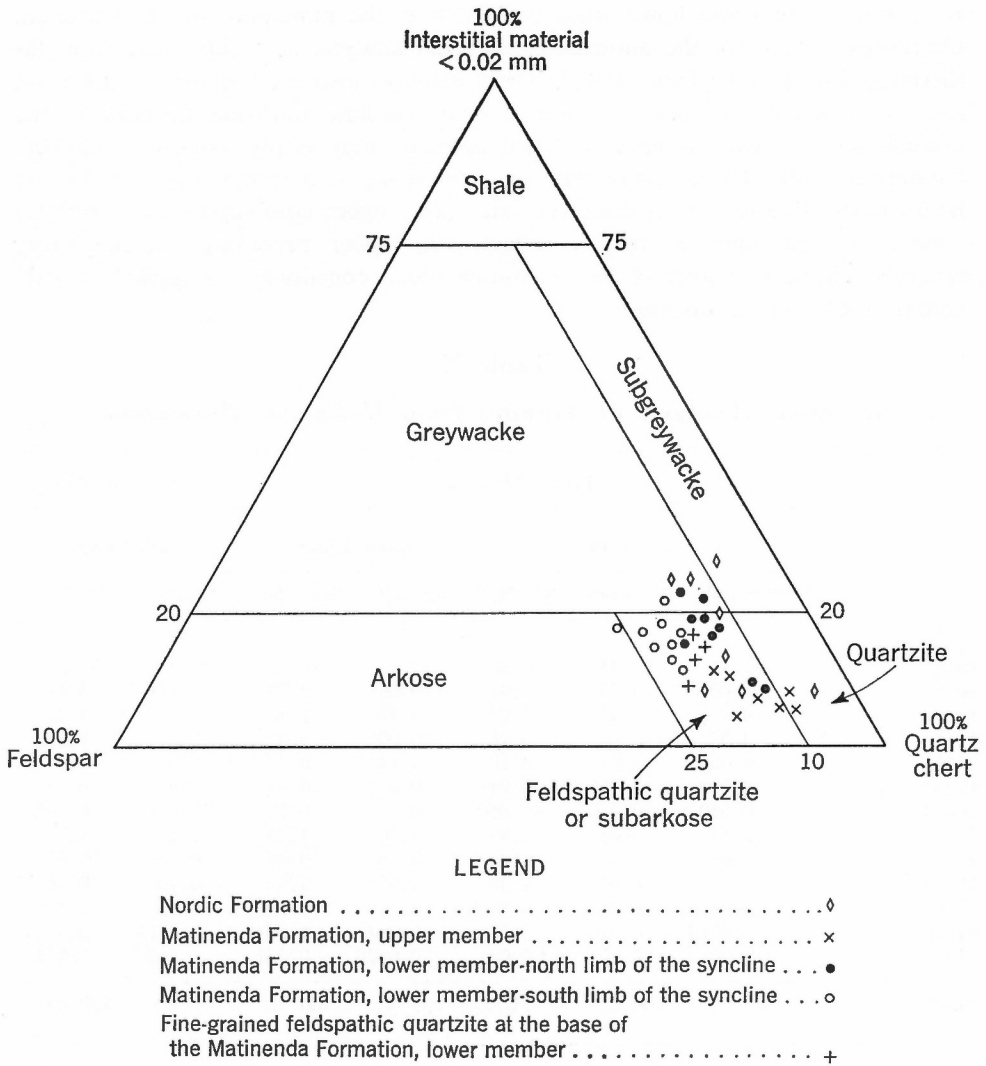 100%
Interstitial material
<0.02 mm
Shale
75
75
Subgreywacke
Greywacke
20
20
Quartzite
Arkose
100%
Feldspar
100%
Quartz
chert
25
10
Feldspathic quartzite
or subarkose
LEGEND
Nordic Formation
Matinenda Formation, upper member
Matinenda Formation, lower member-north limb of the syncline
Matinenda Formation, lower member-south limb of the syncline
Fine-grained feldspathic quartzite at the base of
the Matinenda Formation, lower member